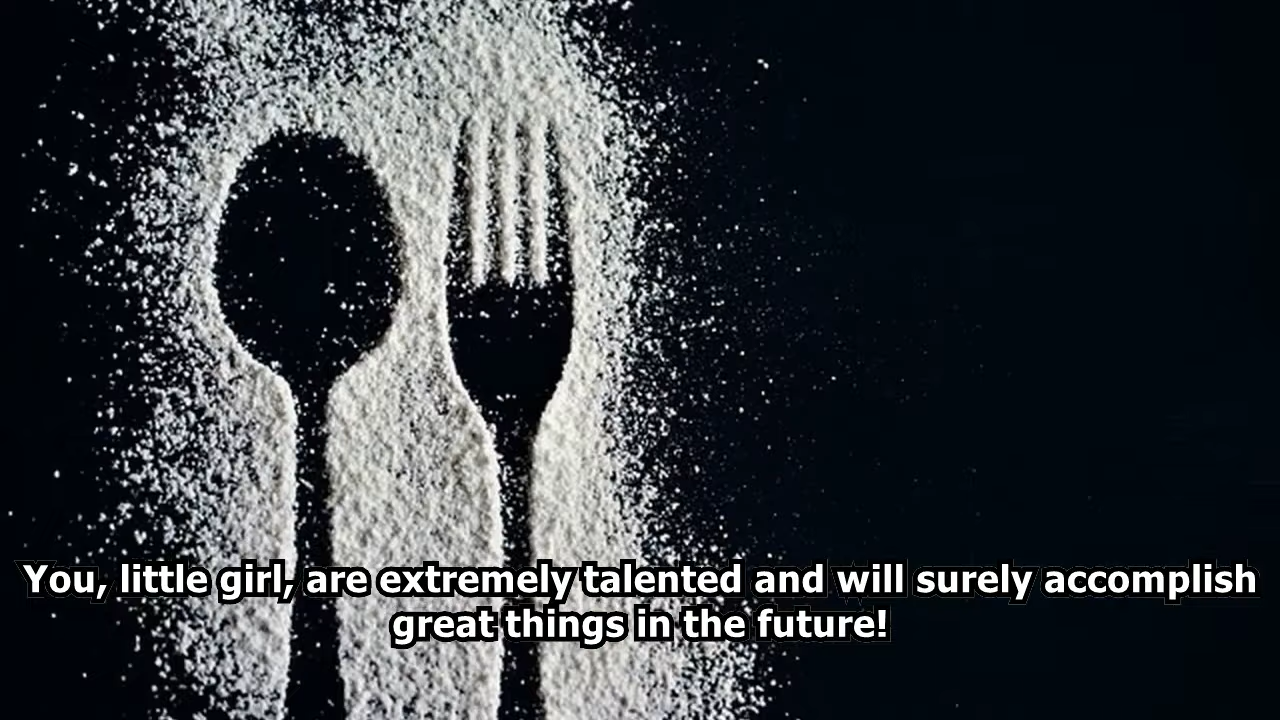 You, little girl, are extremely talented and will surely accomplish
great things in the future!